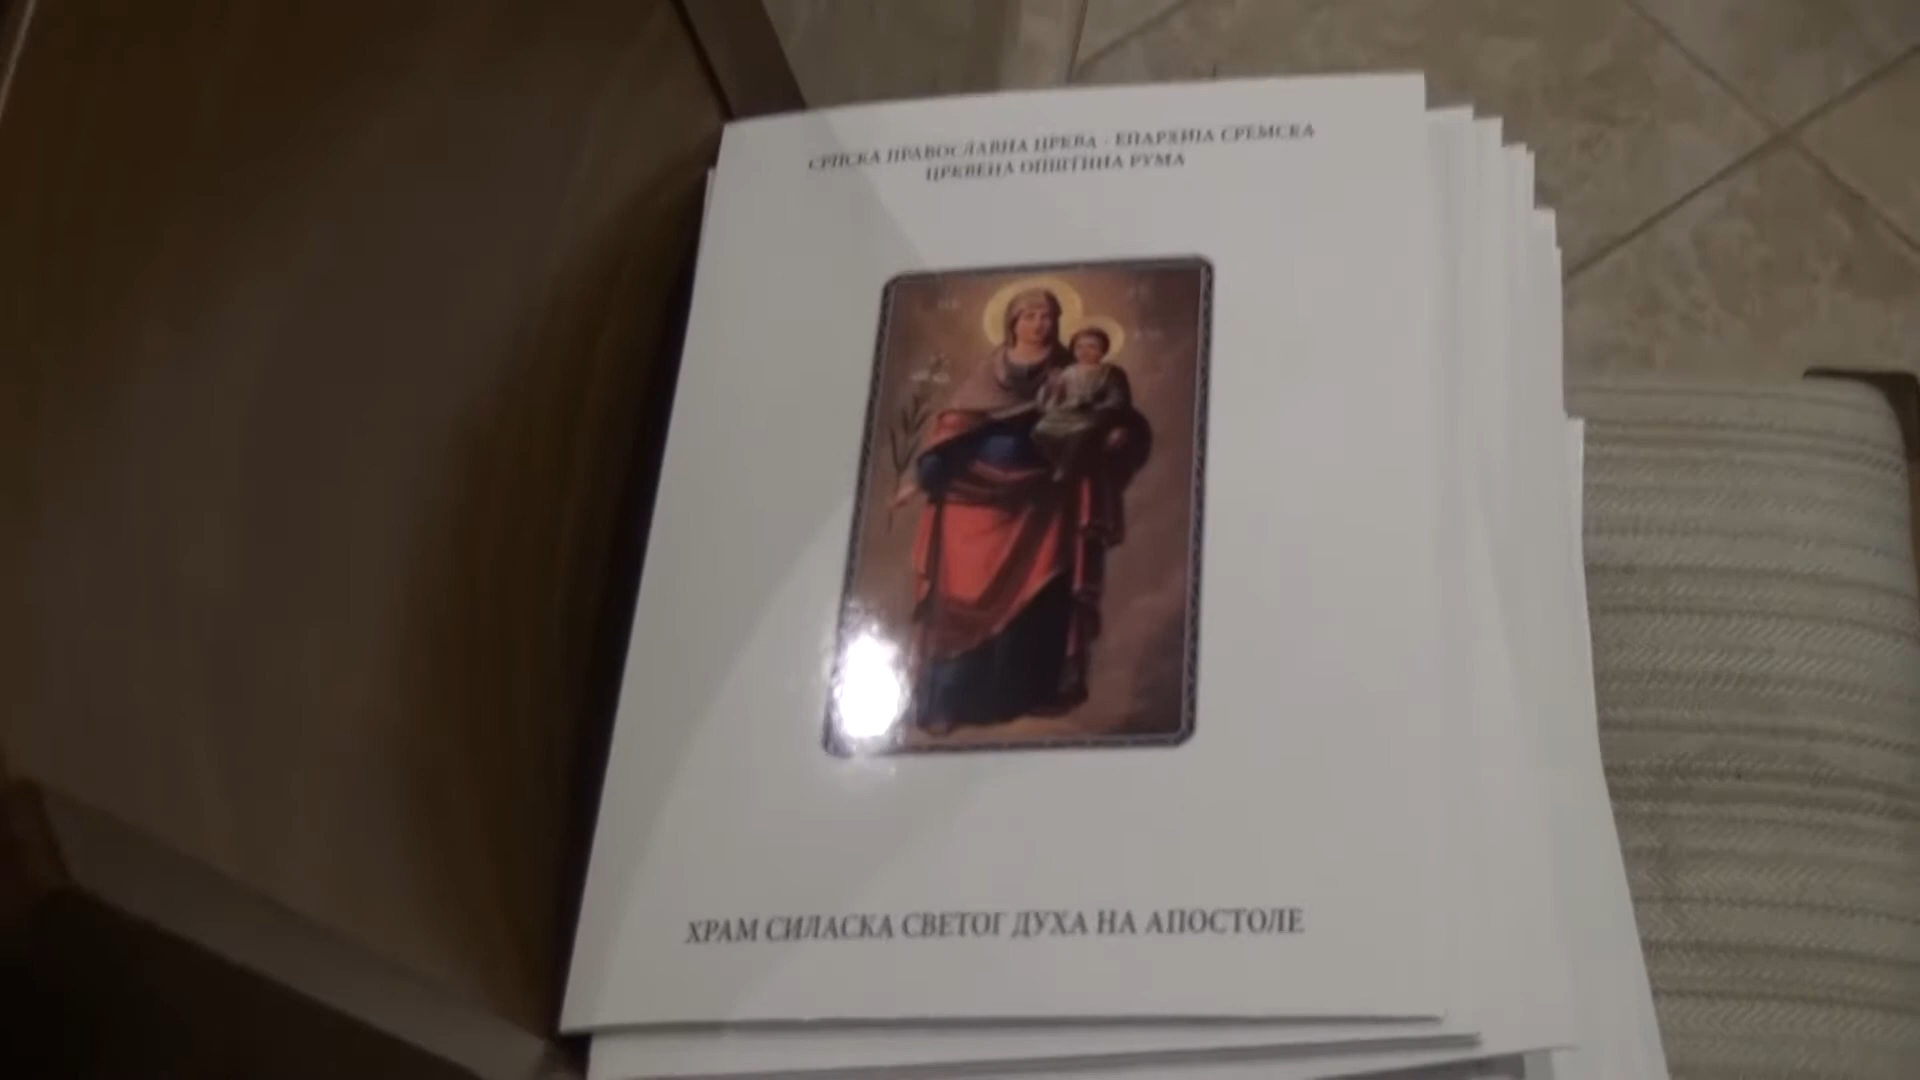 СРПСКА ПРАВОСЛАВНА ЦРКВА - ЕПАРХИЈА СРЕМСКА
ЦРКВЕНА ОПШТИНА РУМА
ХРАМ СИЛАСКА СВЕТОГ ДУХА НА АПОСТОЛЕ